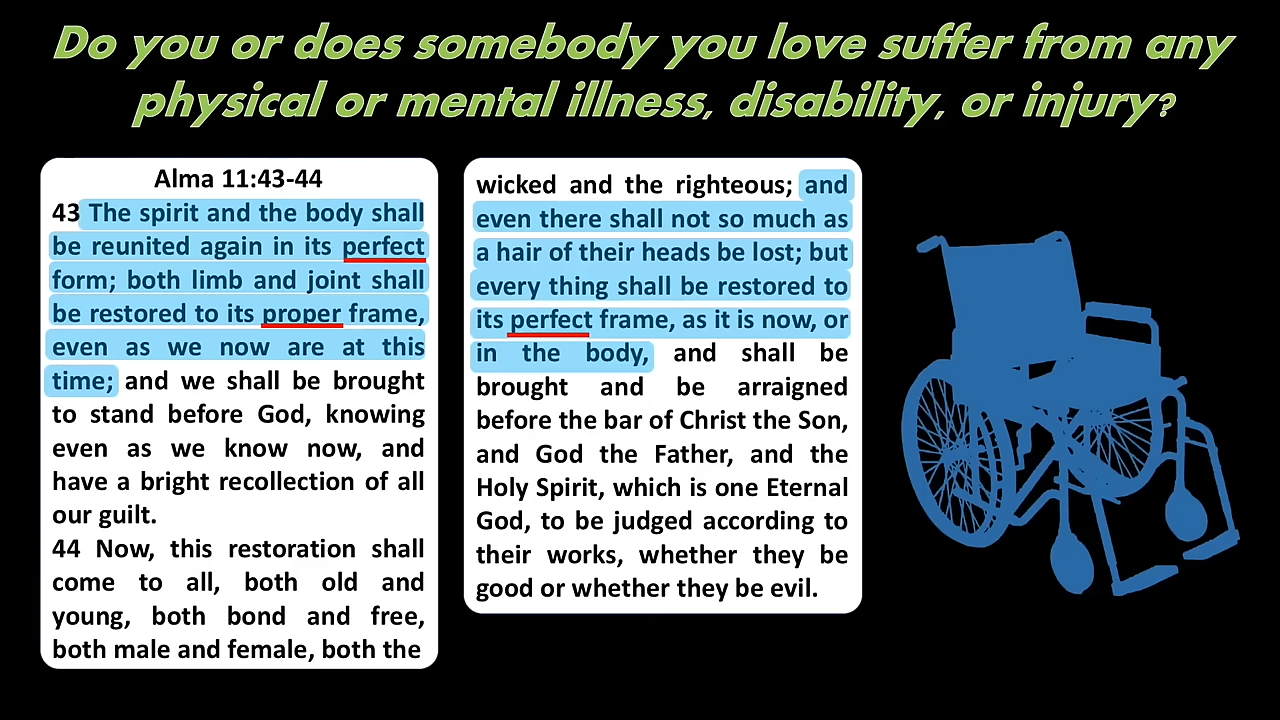 Do you or does somebody you love suffer from any
physical or mental illness, disability, or injury?
Alma 11:43-44
43 The spirit and the body shall
be reunited again in its perfect
form; both limb and joint shall
be restored to its proper frame,
even as we now are at this
time; and we shall be brought
to stand before God, knowing
even as we know now, and
have a bright recollection of all
our guilt.
44 Now, this restoration shall
come to all, both old and
young, both bond and free,
both male and female, both the
wicked and the righteous; and
even there shall not so much as
a hair of their heads be lost; but
every thing shall be restored to
its perfect frame, as it is now, or
in the body, and shall be
brought and be arraigned
before the bar of Christ the Son,
and God the Father, and the
Holy Spirit, which is one Eternal
God, to be judged according to
their works, whether they be
good or whether they be evil.